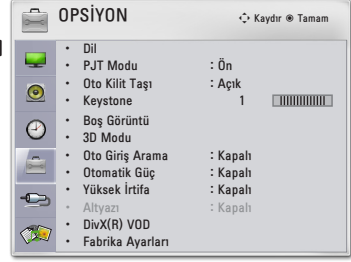 OPSİYON
Kaydır Tamam
• Dil
• PJT Modu : Ön
• Oto Kilit Taşı : Açık
• Keystone 1
• Boş Görüntü
• 3D Modu
• Oto Giriş Arama : Kapalı
• Otomatik Güç : Kapalı
• Yüksek İrtifa : Kapalı
• Altyazı : Kapalı
• DivX(R) VOD
• Fabrika Ayarları